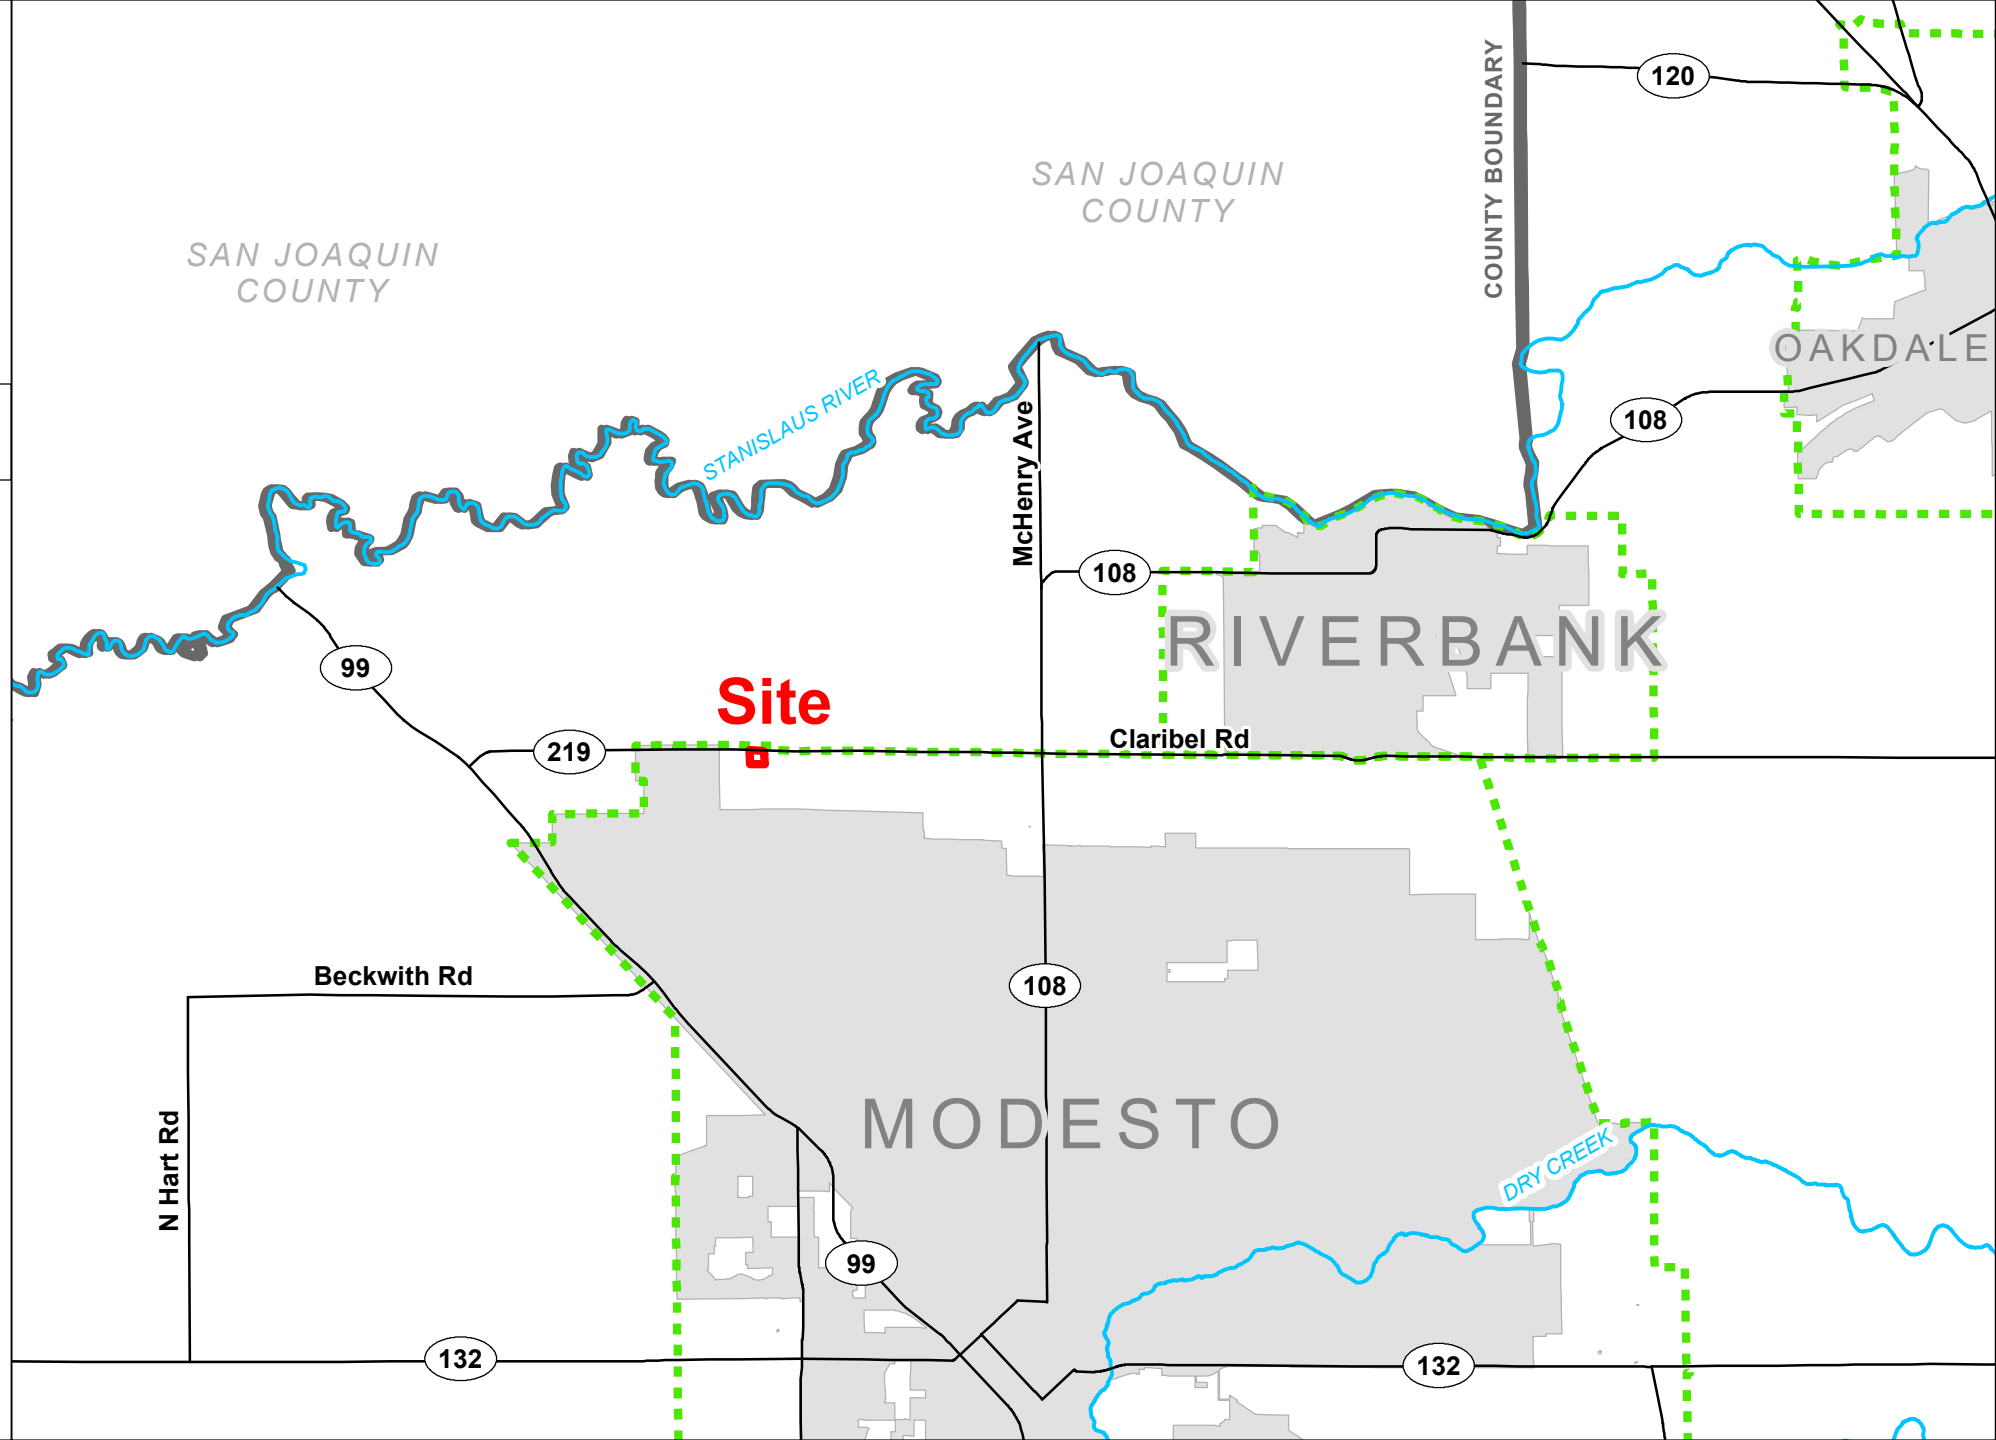 COUNTY BOUNDARY
120
SAN JOAQUIN
COUNTY
SAN JOAQUIN
COUNTY
OAKDALE
STANISLAUS RIVER
McHenry Ave
108
108
RIVERBANK
99
Site
219
Claribel Rd
Beckwith Rd
108
MODESTO
N Hart Rd
DRY CREEK
99
132
132